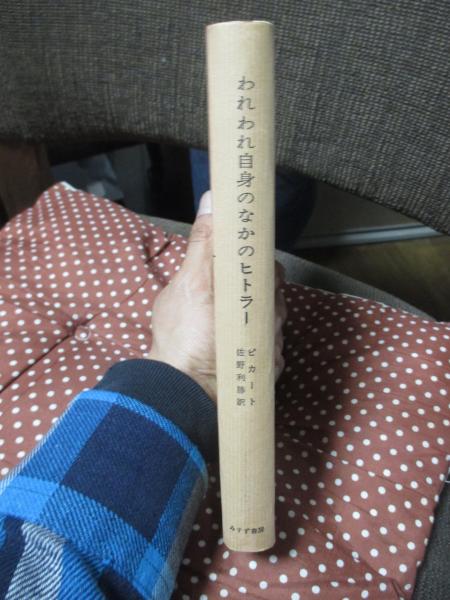 われわれ自身のなかのヒトラー
ピカート
佐野利勝訳
みすず書房